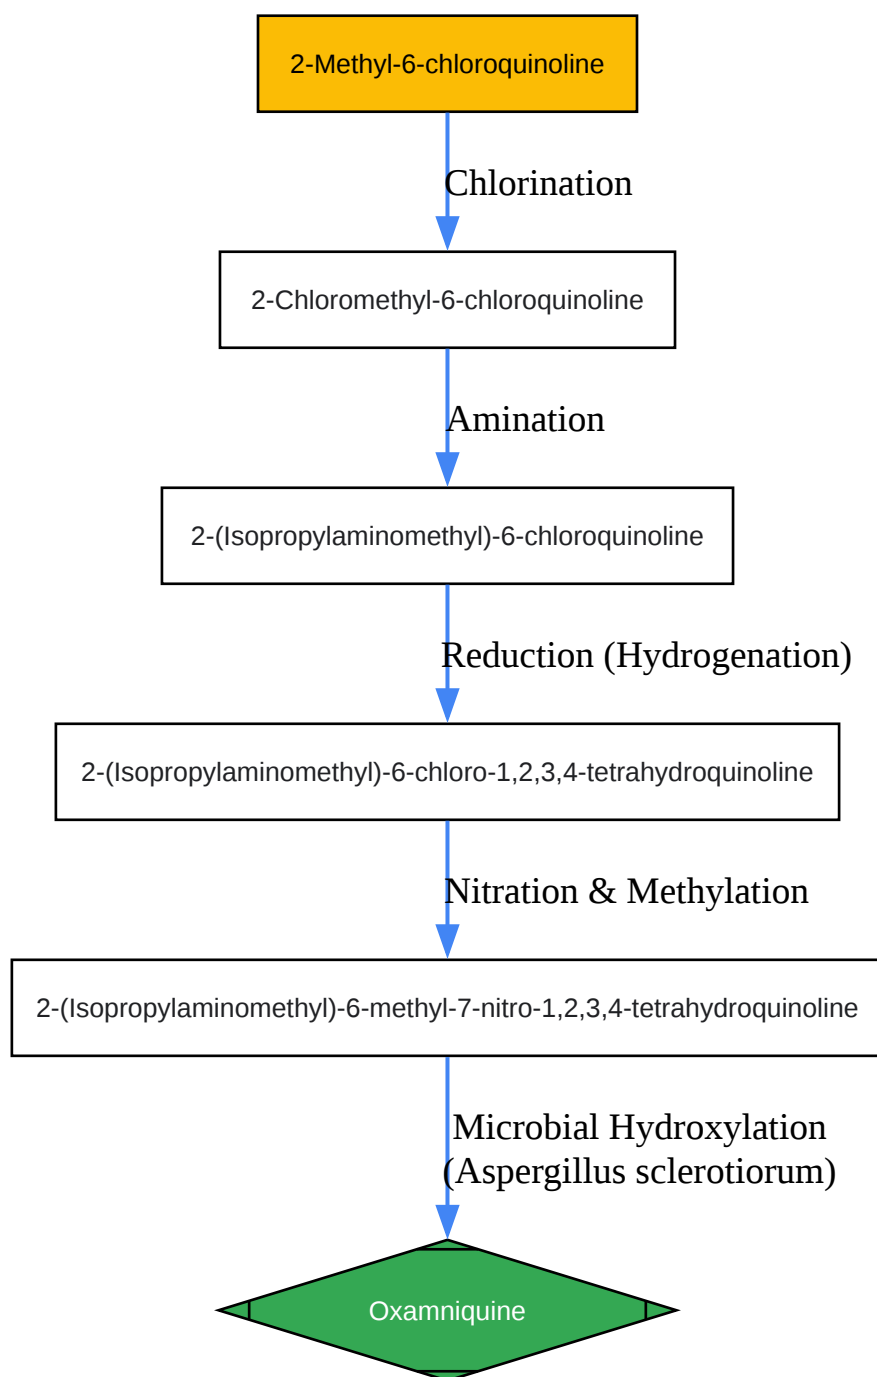 2-Methyl-6-chloroquinoline
Chlorination
2-Chloromethyl-6-chloroquinoline
Amination
2-(Isopropylaminomethyl)-6-chloroquinoline
Reduction (Hydrogenation)
2-(Isopropylaminomethyl)-6-chloro-1,2,3,4-tetrahydroquinoline
Nitration & Methylation
2-(Isopropylaminomethyl)-6-methyl-7-nitro-1,2,3,4-tetrahydroquinoline
Microbial Hydroxylation
(Aspergillus sclerotiorum)
Oxamniquine